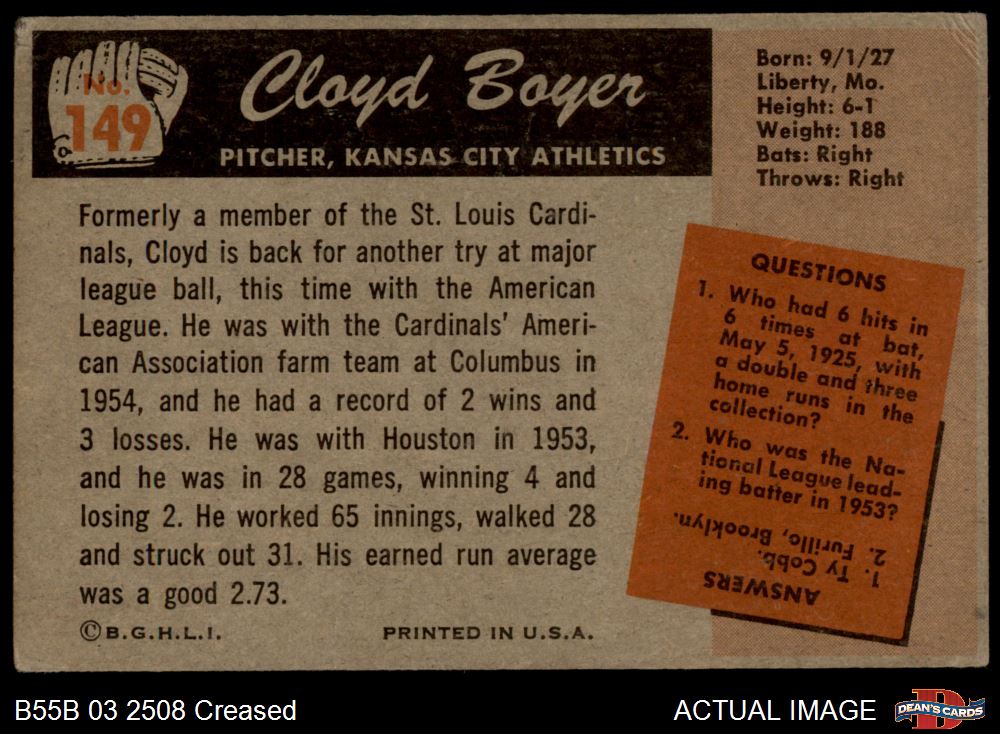 No.
149
Cloyd Boyer
PITCHER, KANSAS CITY ATHLETICS
Born: 9/1/27
Liberty, Mo.
Height: 6-1
Weight: 188
Bats: Right
Throws: Right
Formerly a member of the St. Louis Cardi-
nals, Cloyd is back for another try at major
league ball, this time with the American
League. He was with the Cardinals' Ameri-
can Association farm team at Columbus in
1954, and he had a record of 2 wins and
3 losses. He was with Houston in 1953,
and he was in 28 games, winning 4 and
losing 2. He worked 65 innings, walked 28
and struck out 31. His earned run average
was a good 2.73.
©B.G.H.L.I.
PRINTED IN U.S.A.
QUESTIONS
1. Who had 6 hits in
6 times at bat,
May 5, 1925, with
a double and three
home runs in the
collection?
2. Who was the Na-
tional League lead-
ing batter in 1953?
ANSWERS
1. Ty Cobb.
2. Furillo, Brooklyn.
B55B 03 2508 Creased
ACTUAL IMAGE
DEAN'S CARDS